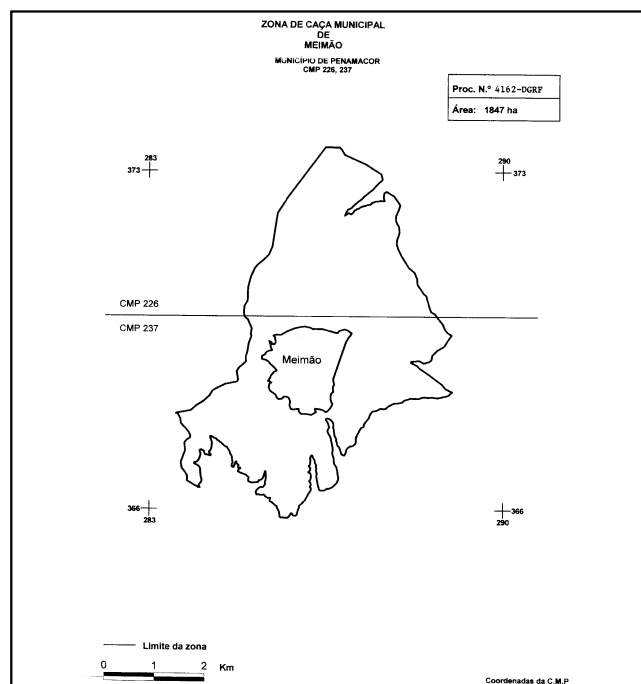 ZONA DE CAÇA MUNICIPAL
DE
MEIMÃO
MUNICÍPIO DE PENAMACOR
CMP 226, 237
Proc. N.º 4162-DGRF
Área: 1847 ha
283
373
290
373
CMP 226
CMP 237
Meimão
366
283
366
290
Limite da zona
0 1 2 Km
Coordenadas da C.M.P